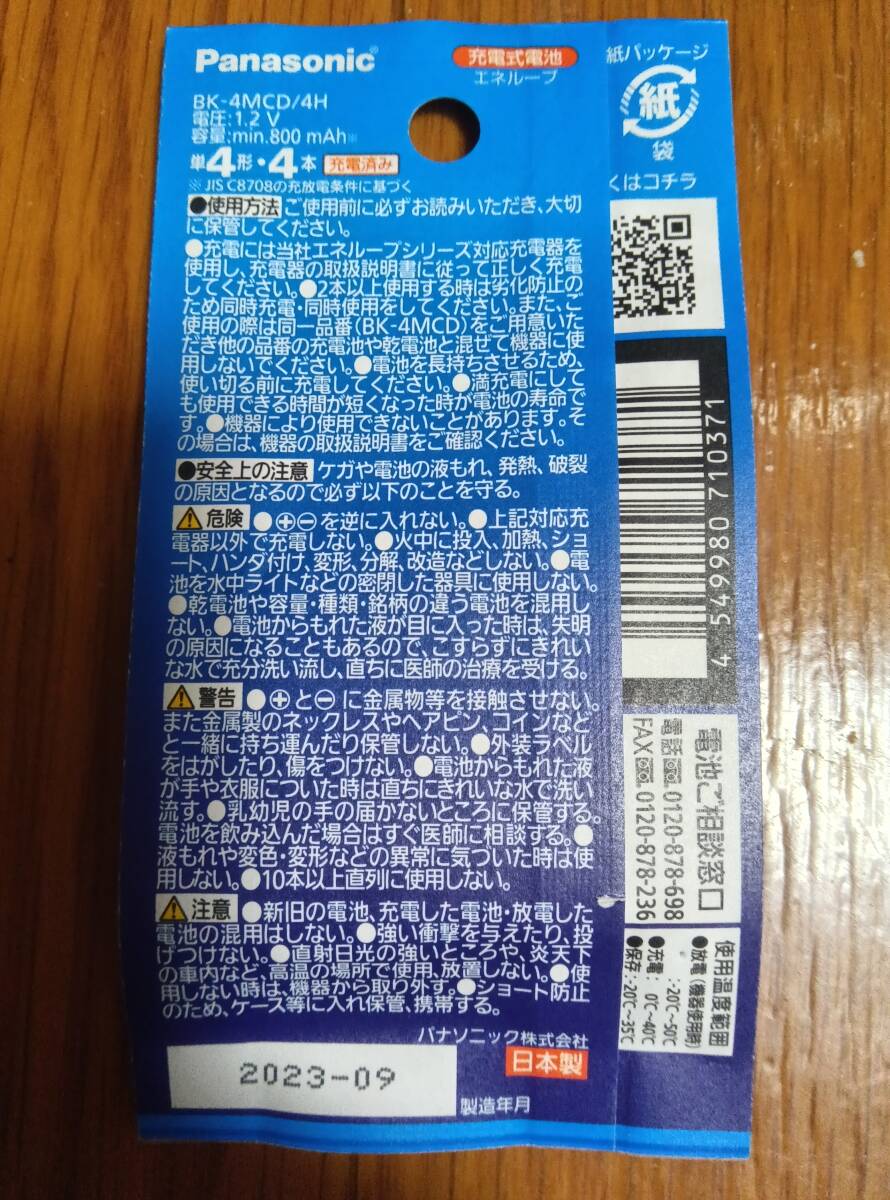 Panasonic
充電式電池
エネループ
BK-4MCD/4H
電圧:1.2 V
容量:min.800 mAh※
単4形・4本 充電済み
※ JIS C8708の充放電条件に基づく
●使用方法 ご使用前に必ずお読みいただき、大切
に保管してください。
●充電には当社エネループシリーズ対応充電器を
使用し、充電器の取扱説明書に従って正しく充電
してください。●2本以上使用する時は劣化防止の
ため同時充電・同時使用をしてください。また、ご
使用の際は同一品番(BK-4MCD)をご用意いた
だき他の品番の充電池や乾電池と混ぜて機器に使
用しないでください。●電池を長持ちさせるため、
使い切る前に充電してください。●満充電にして
も使用できる時間が短くなった時が電池の寿命で
す。●機器により使用できないことがあります。そ
の場合は、機器の取扱説明書をご確認ください。
●安全上の注意 ケガや電池の液もれ、発熱、破裂
の原因となるので必ず以下のことを守る。
危険 ●⊕⊖を逆に入れない。●上記対応充
電器以外で充電しない。●火中に投入、加熱、ショ
ート、ハンダ付け、変形、分解、改造などしない。●電
池を水中ライトなどの密閉した器具に使用しない。
●乾電池や容量・種類・銘柄の違う電池を混用し
ない。●電池からもれた液が目に入った時は、失明
の原因になることもあるので、こすらずにきれい
な水で充分洗い流し、直ちに医師の治療を受ける。
警告 ●⊕と⊖に金属物等を接触させない。
また金属製のネックレスやヘアピン、コインなど
と一緒に持ち運んだり保管しない。●外装ラベル
をはがしたり、傷をつけない。●電池からもれた液
が手や衣服についた時は直ちにきれいな水で洗い
流す。●乳幼児の手の届かないところに保管する。
電池を飲み込んだ場合はすぐ医師に相談する。●
液もれや変色・変形などの異常に気づいた時は使
用しない。●10本以上直列に使用しない。
注意 ●新旧の電池、充電した電池・放電した
電池の混用はしない。●強い衝撃を与えたり、投
げつけない。●直射日光の強いところや、炎天下
の車内など、高温の場所で使用、放置しない。●使
用しない時は、機器から取り外す。●ショート防止
のため、ケース等に入れ保管、携帯する。
パナソニック株式会社
日本製
2023-09
製造年月
紙パッケージ
紙
袋
くはコチラ
4 549980 710371
電池ご相談窓口
電話 0120-878-698
FAX 0120-878-236
使用温度範囲
●放電(機器使用時)
:-20℃~50℃
●充電: 0℃~40℃
●保存:-20℃~35℃